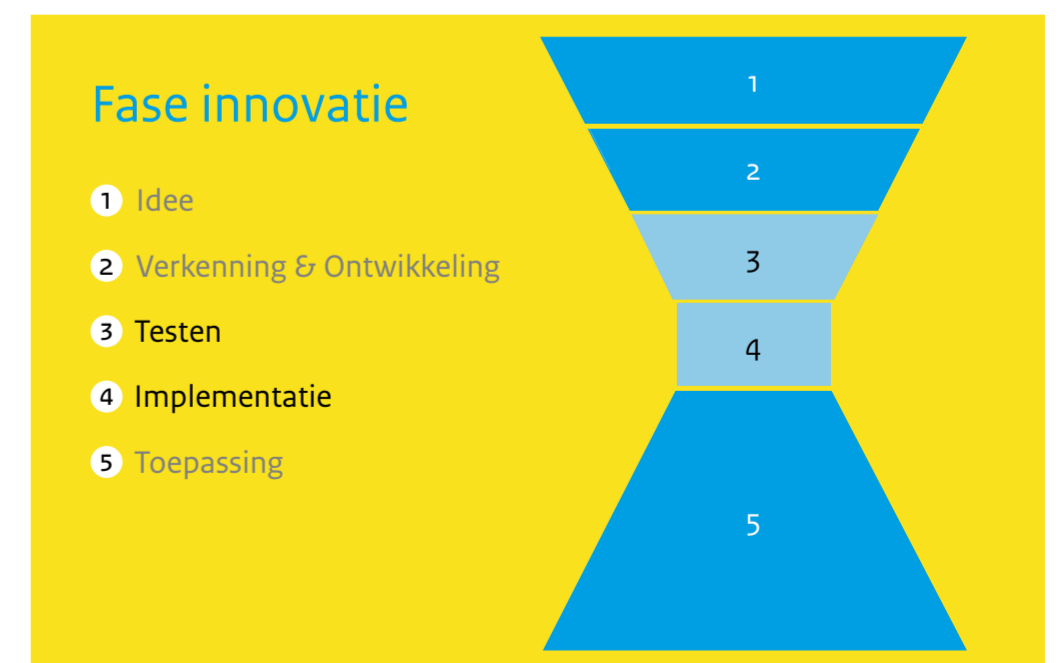 Fase innovatie
1 Idee
2 Verkenning & Ontwikkeling
3 Testen
4 Implementatie
5 Toepassing
1
2
3
4
5